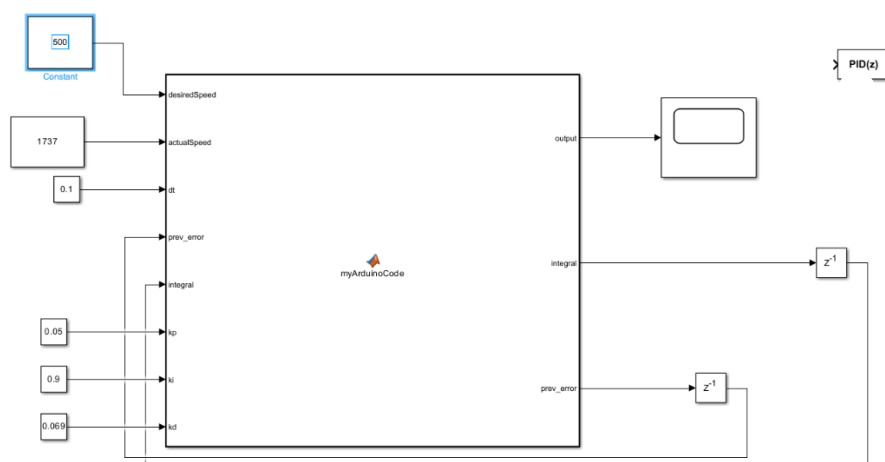 500
Constant
PID(z)
desiredSpeed
1737
actualSpeed
output
0.1
dt
prev_error
myArduinoCode
integral
z-1
integral
0.05
kp
0.9
ki
prev_error
z-1
0.069
kd